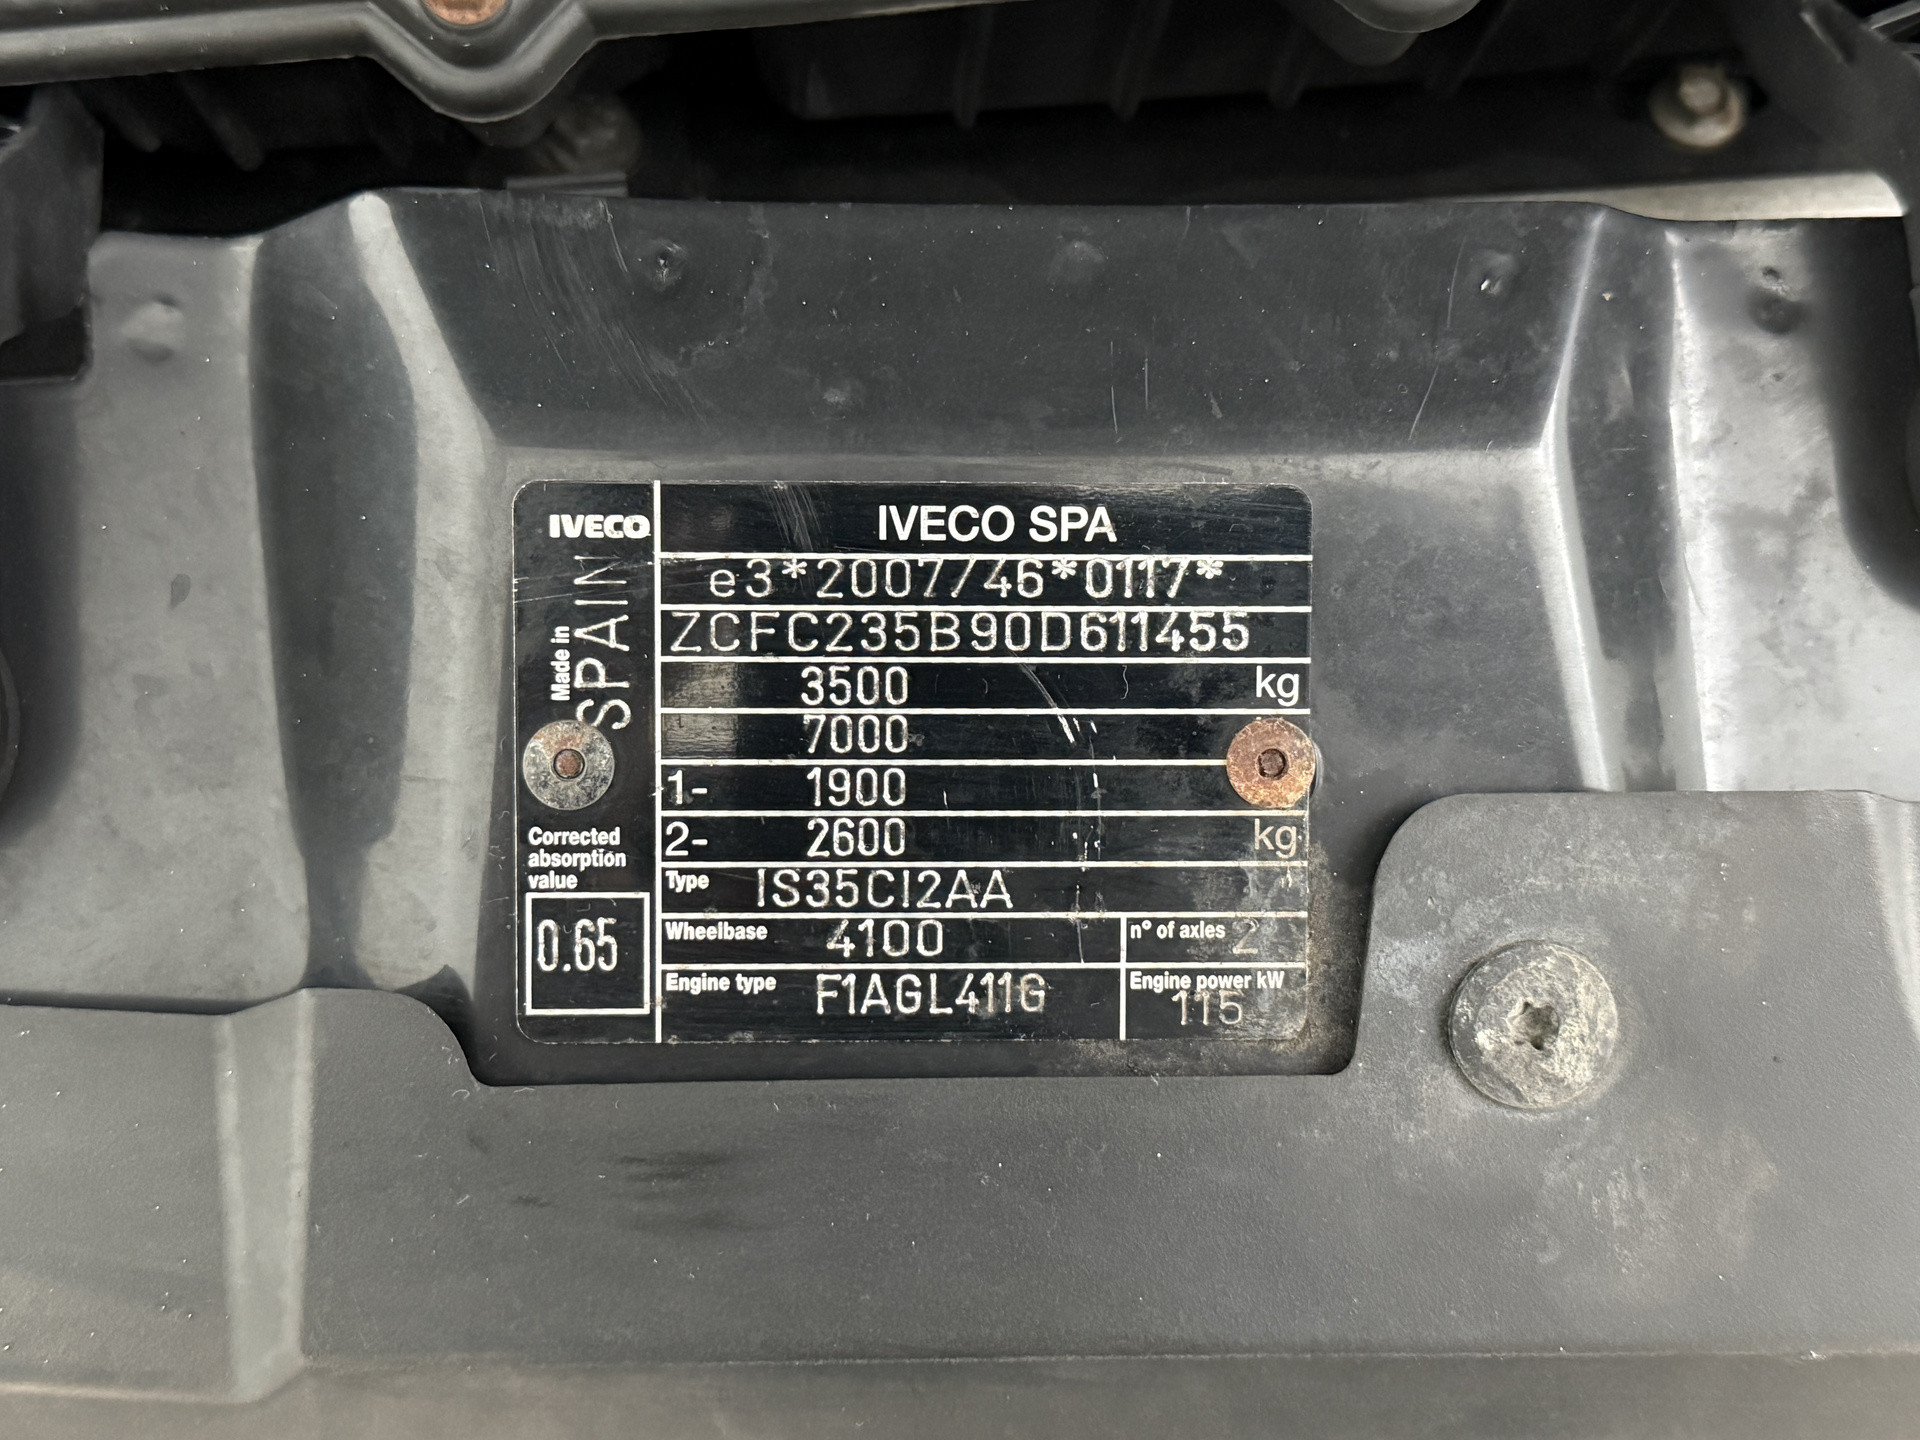 IVECO
IVECO SPA
e3*2007/46*0117*
ZCFC235B90D611455
3500 kg
7000
1- 1900
2- 2600 kg
Type IS35CI2AA
Wheelbase 4100
n° of axles 2
Engine type F1AGL411G
Engine power kW 115
Made in SPAIN
Corrected
absorption
value
0.65